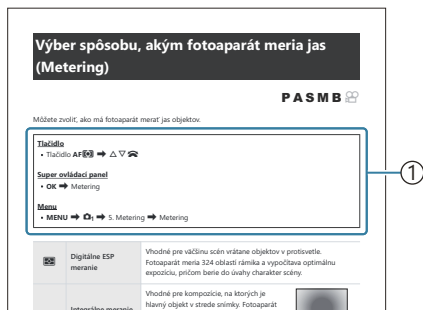 Výber spôsobu, akým fotoaparát meria jas
(Metering)
PASMB
Môžete zvoliť, ako má fotoaparát merať jas objektov.
Tlačidlo
• Tlačidlo AF ➡ △ ▽
Super ovládací panel
• OK ➡ Metering
Menu
• MENU ➡ 1 ➡ 5. Metering ➡ Metering
1
Digitálne ESP
meranie
Vhodné pre väčšinu scén vrátane objektov v protisvetle.
Fotoaparát meria 324 oblastí rámika a vypočítava optimálnu
expozíciu, pričom berie do úvahy charakter scény.
Integrálne meranie
Vhodné pre kompozície, na ktorých je
hlavný objekt v strede snímky. Fotoaparát